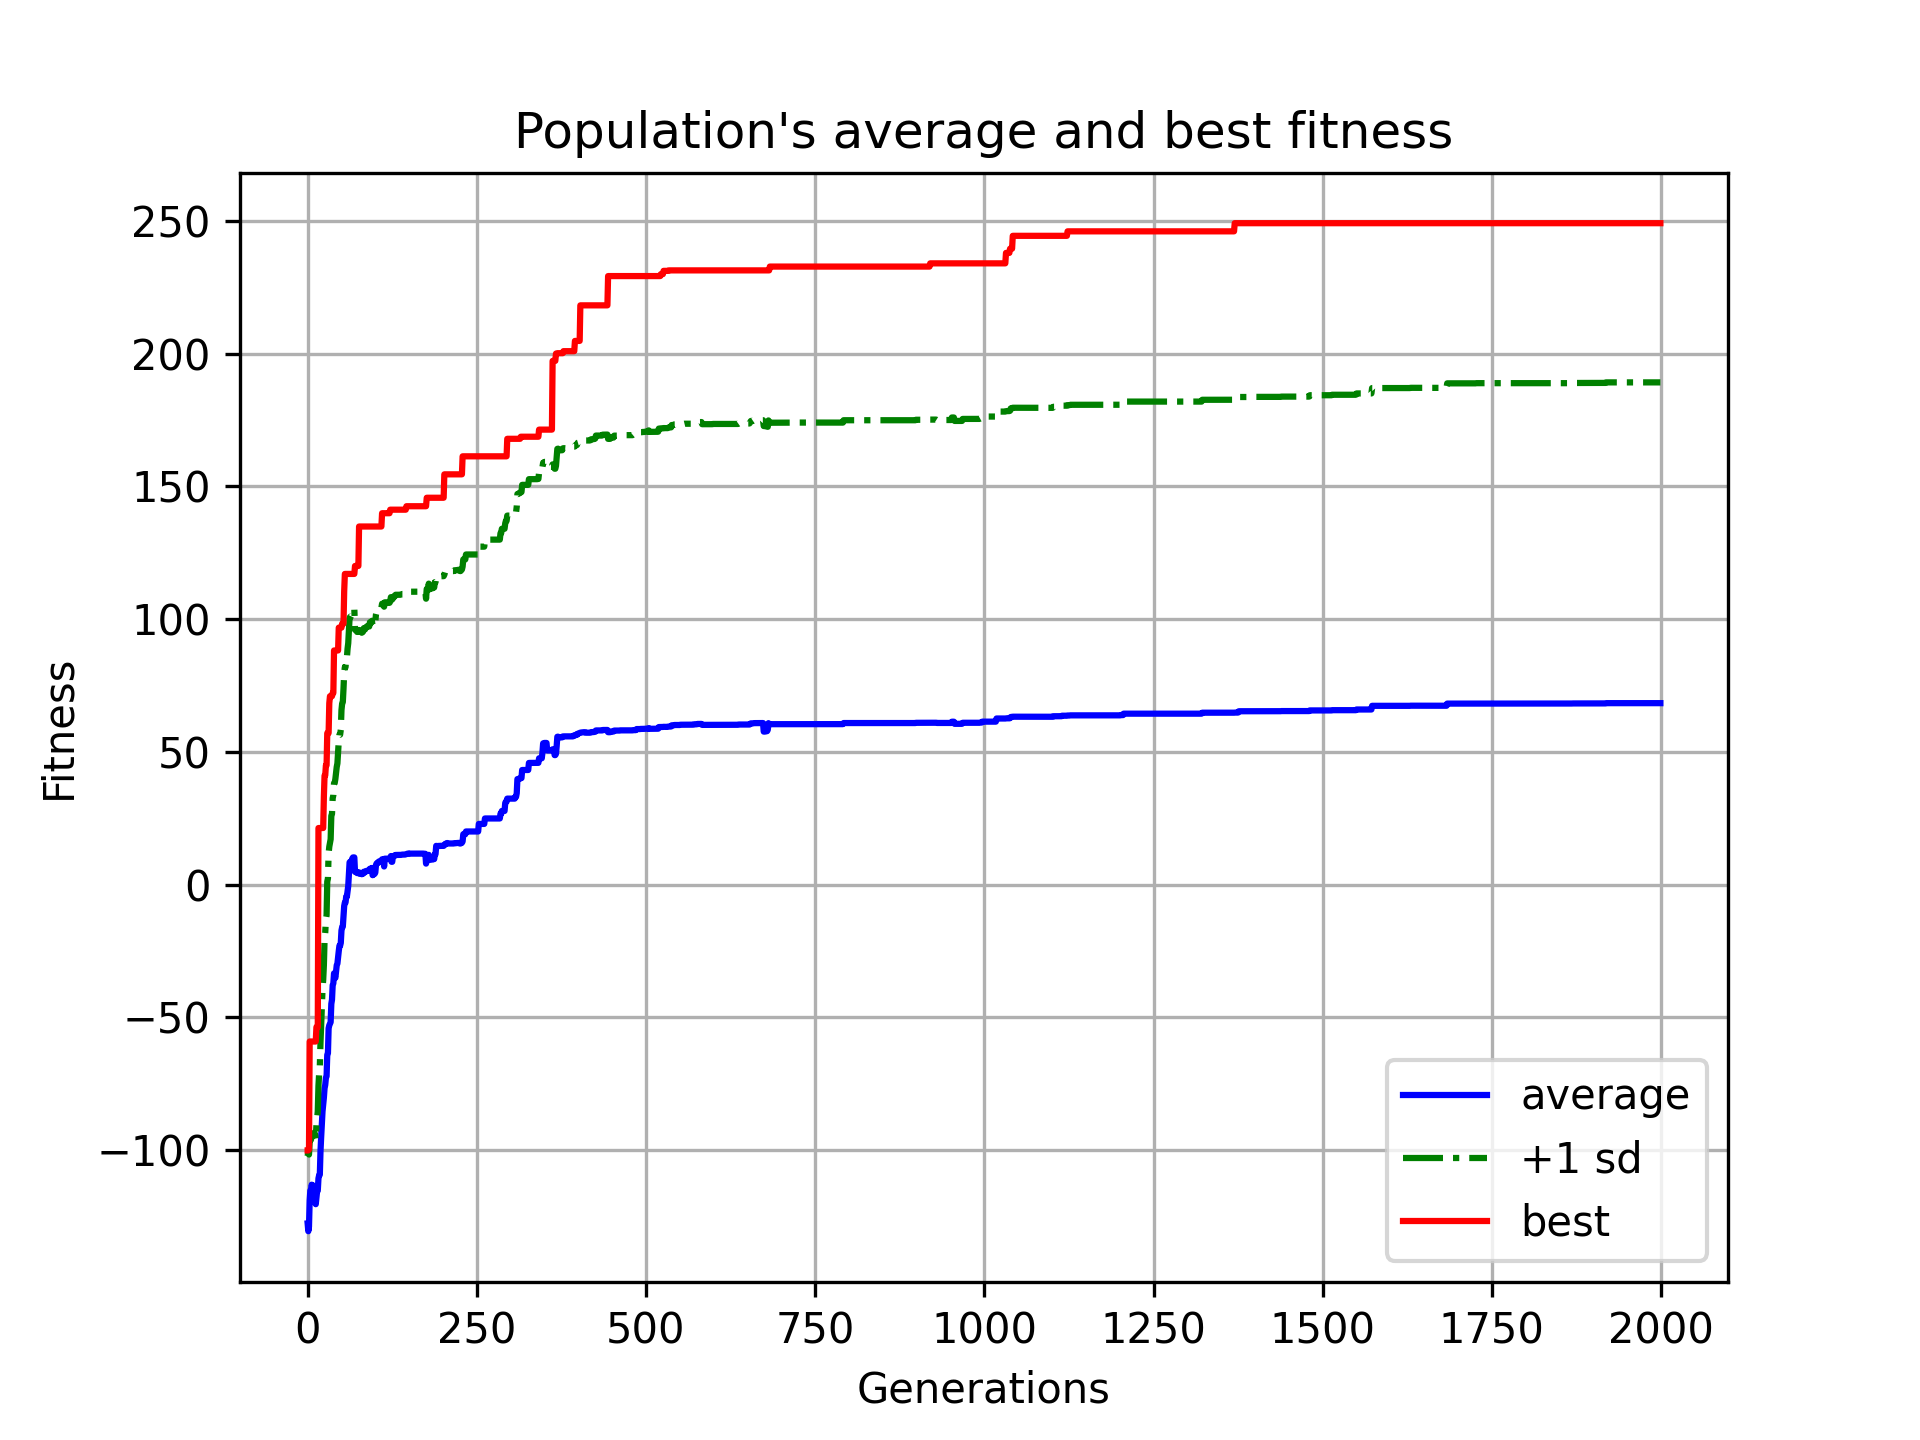 Population's average and best fitness
250
200
150
100
50
0
−50
−100
Fitness
average
+1 sd
best
0 250 500 750 1000 1250 1500 1750 2000
Generations